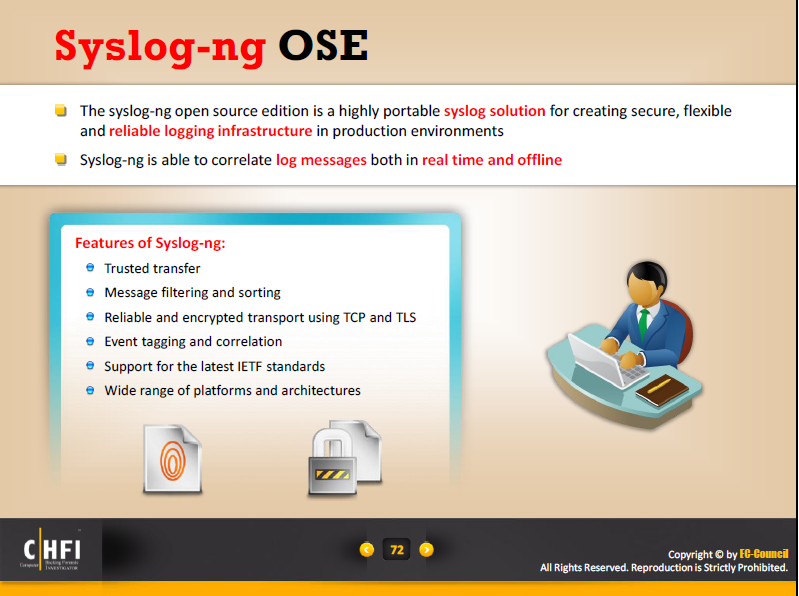 Syslog-ng OSE
The syslog-ng open source edition is a highly portable syslog solution for creating secure, flexible
and reliable logging infrastructure in production environments
Syslog-ng is able to correlate log messages both in real time and offline
Features of Syslog-ng:
Trusted transfer
Message filtering and sorting
Reliable and encrypted transport using TCP and TLS
Event tagging and correlation
Support for the latest IETF standards
Wide range of platforms and architectures
CHFI
Computer Hacking Forensic
INVESTIGATOR
72
Copyright © by EC-Council
All Rights Reserved. Reproduction is Strictly Prohibited.